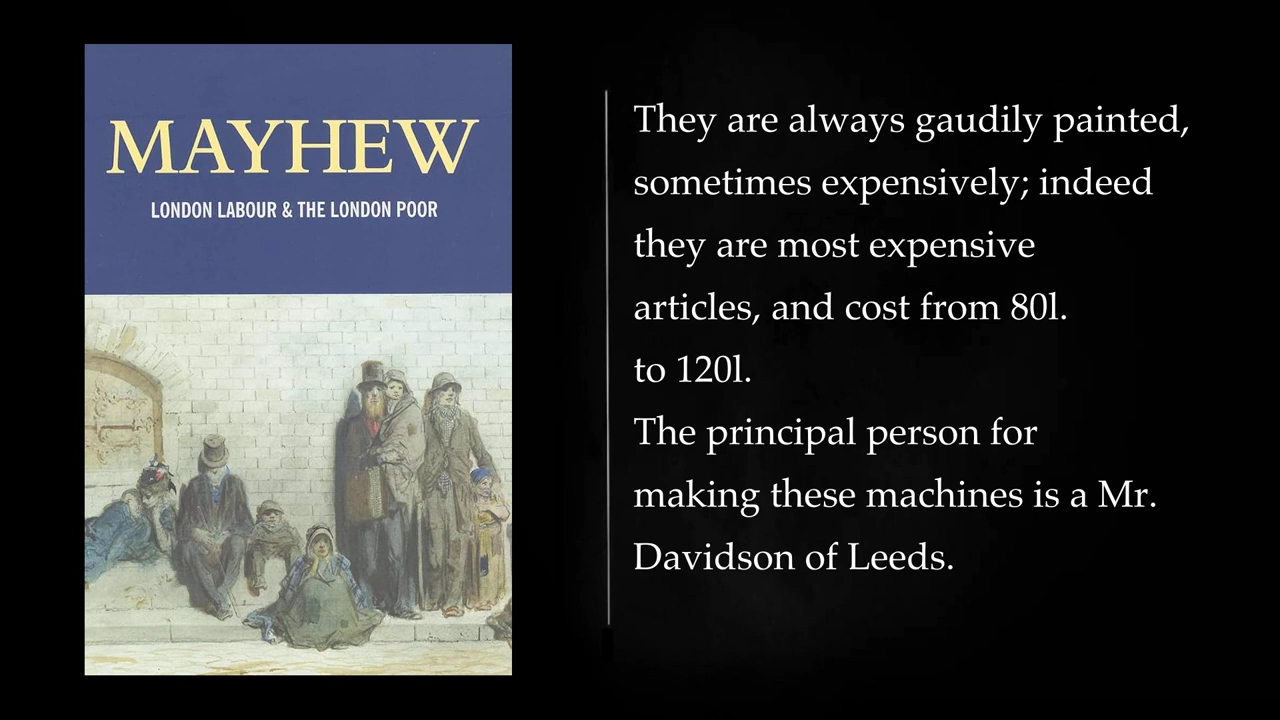 MAYHEW
LONDON LABOUR & THE LONDON POOR
They are always gaudily painted,
sometimes expensively; indeed
they are most expensive
articles, and cost from 80l.
to 120l.
The principal person for
making these machines is a Mr.
Davidson of Leeds.